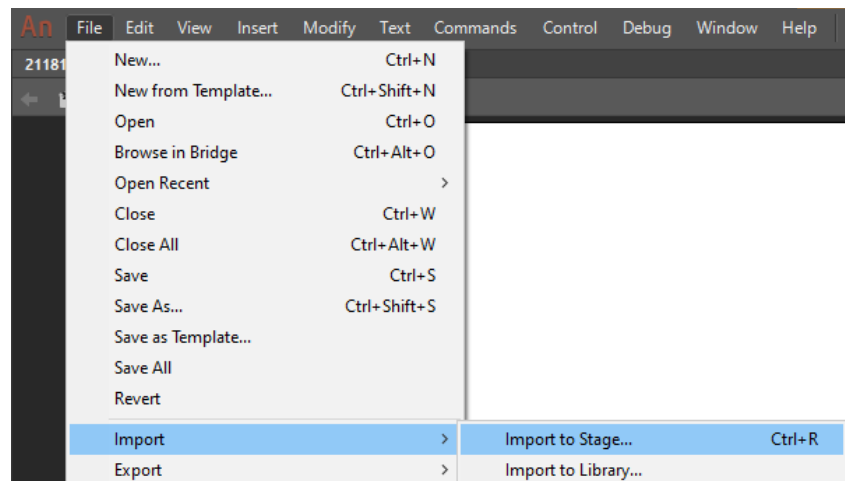 An File Edit View Insert Modify Text Commands Control Debug Window Help
21181
New... Ctrl+N
New from Template... Ctrl+Shift+N
Open Ctrl+O
Browse in Bridge Ctrl+Alt+O
Open Recent >
Close Ctrl+W
Close All Ctrl+Alt+W
Save Ctrl+S
Save As... Ctrl+Shift+S
Save as Template...
Save All
Revert
Import > Import to Stage... Ctrl+R
Export > Import to Library...